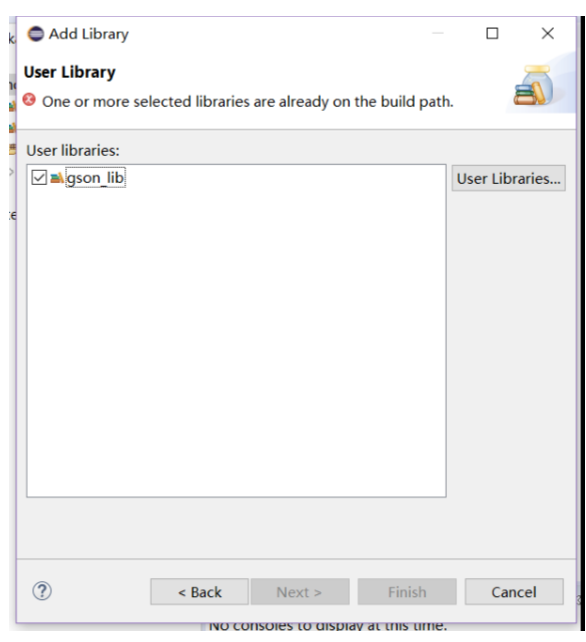 Add Library
User Library
One or more selected libraries are already on the build path.
User libraries:
gson_lib
User Libraries...
< Back
Next >
Finish
Cancel
No consoles to display at this time.